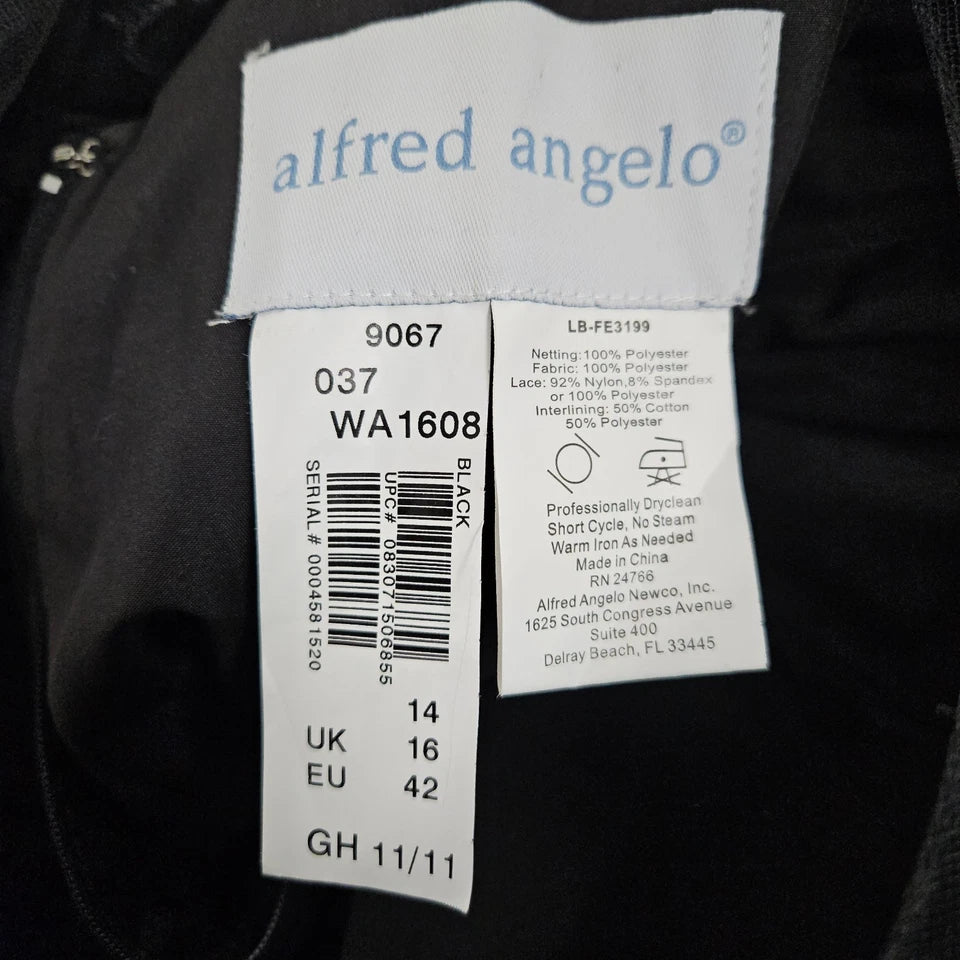 alfred angelo®
9067
037
WA1608
BLACK
UPC# 083071506855
SERIAL# 0004581520
14
UK 16
EU 42
GH 11/11
LB-FE3199
Netting:100% Polyester
Fabric: 100% Polyester
Lace: 92% Nylon,8% Spandex
or 100% Polyester
Interlining: 50% Cotton
50% Polyester
Professionally Dryclean
Short Cycle, No Steam
Warm Iron As Needed
Made in China
RN 24766
Alfred Angelo Newco, Inc.
1625 South Congress Avenue
Suite 400
Delray Beach, FL 33445